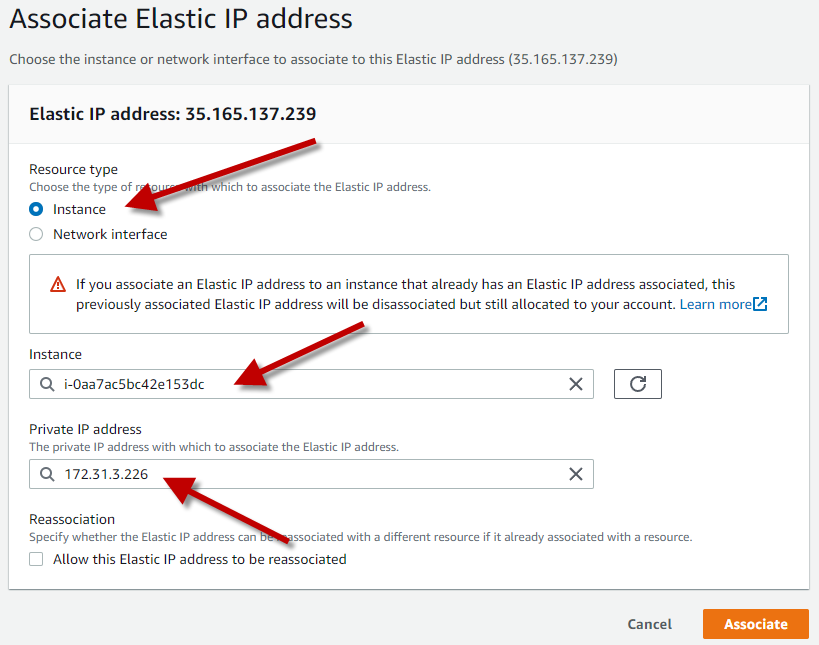 Associate Elastic IP address
Choose the instance or network interface to associate to this Elastic IP address (35.165.137.239)
Elastic IP address: 35.165.137.239
Resource type
Choose the type of resource with which to associate the Elastic IP address.
Instance
Network interface
If you associate an Elastic IP address to an instance that already has an Elastic IP address associated, this
previously associated Elastic IP address will be disassociated but still allocated to your account. Learn more
Instance
i-0aa7ac5bc42e153dc
Private IP address
The private IP address with which to associate the Elastic IP address.
172.31.3.226
Reassociation
Specify whether the Elastic IP address can be reassociated with a different resource if it already associated with a resource.
Allow this Elastic IP address to be reassociated
Cancel
Associate